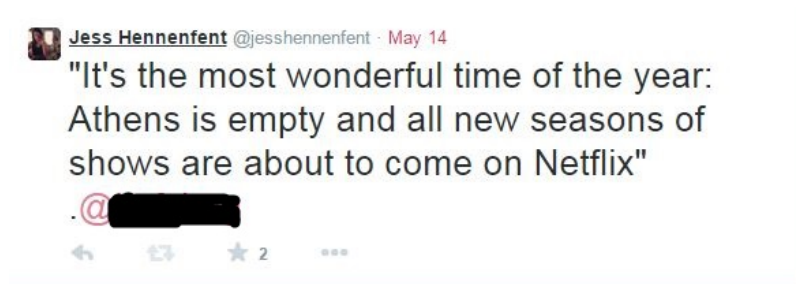 Jess Hennenfent @jesshennenfent · May 14
"It's the most wonderful time of the year:
Athens is empty and all new seasons of
shows are about to come on Netflix"
.@
2